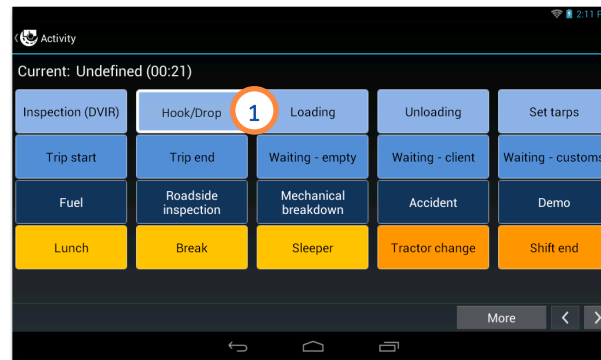 2:11 P
Activity
Current: Undefined (00:21)
Inspection (DVIR)
Hook/Drop
1
Loading
Unloading
Set tarps
Trip start
Trip end
Waiting - empty
Waiting - client
Waiting - customs
Fuel
Roadside
inspection
Mechanical
breakdown
Accident
Demo
Lunch
Break
Sleeper
Tractor change
Shift end
More